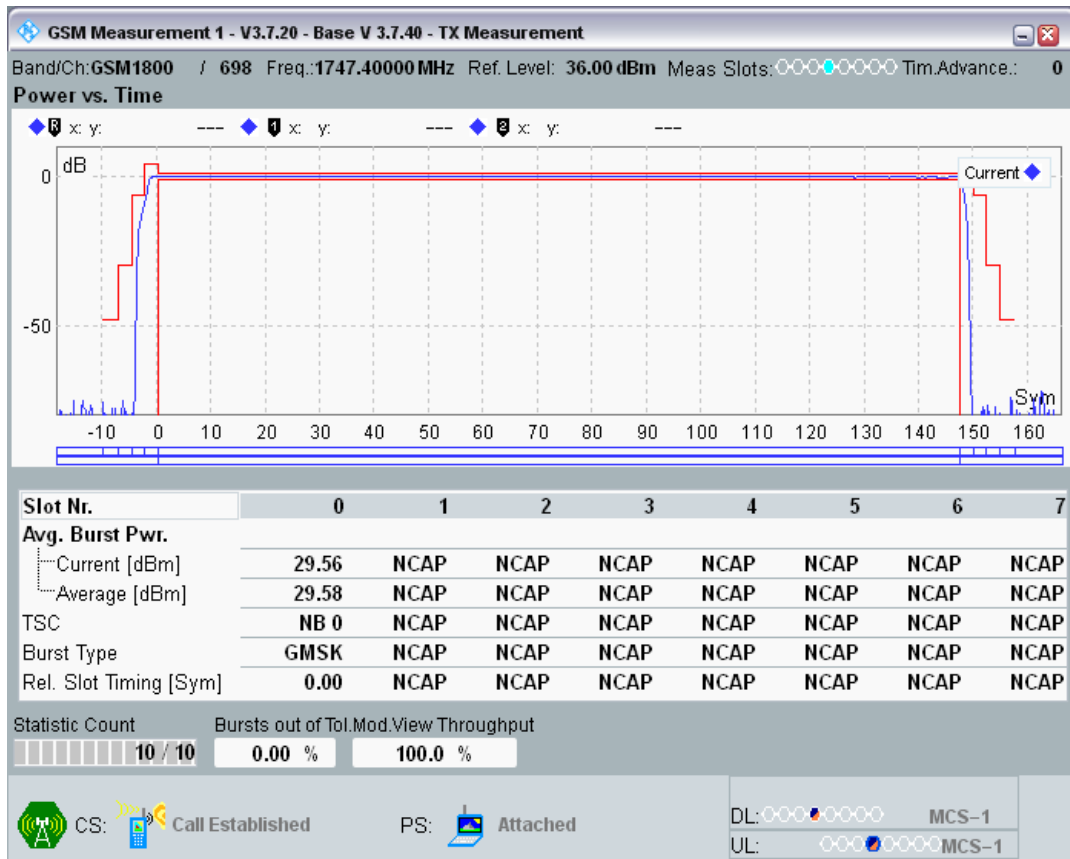 GSM Measurement 1 - V3.7.20 - Base V 3.7.40 - TX Measurement
Band/Ch:GSM1800 / 698 Freq.:1747.40000 MHz Ref. Level: 36.00 dBm Meas Slots: Tim.Advance.: 0
Power vs. Time
R x: y: --- 1 x: y: --- 2 x: y: ---
dB
Current
0
-50
Sym
-10 0 10 20 30 40 50 60 70 80 90 100 110 120 130 140 150 160
Slot Nr. 0 1 2 3 4 5 6 7
Avg. Burst Pwr.
Current [dBm] 29.56 NCAP NCAP NCAP NCAP NCAP NCAP NCAP
Average [dBm] 29.58 NCAP NCAP NCAP NCAP NCAP NCAP NCAP
TSC NB 0 NCAP NCAP NCAP NCAP NCAP NCAP NCAP
Burst Type GMSK NCAP NCAP NCAP NCAP NCAP NCAP NCAP
Rel. Slot Timing [Sym] 0.00 NCAP NCAP NCAP NCAP NCAP NCAP NCAP
Statistic Count Bursts out of Tol.Mod.View Throughput
10 / 10 0.00 % 100.0 %
CS: Call Established PS: Attached
DL: MCS-1
UL: MCS-1